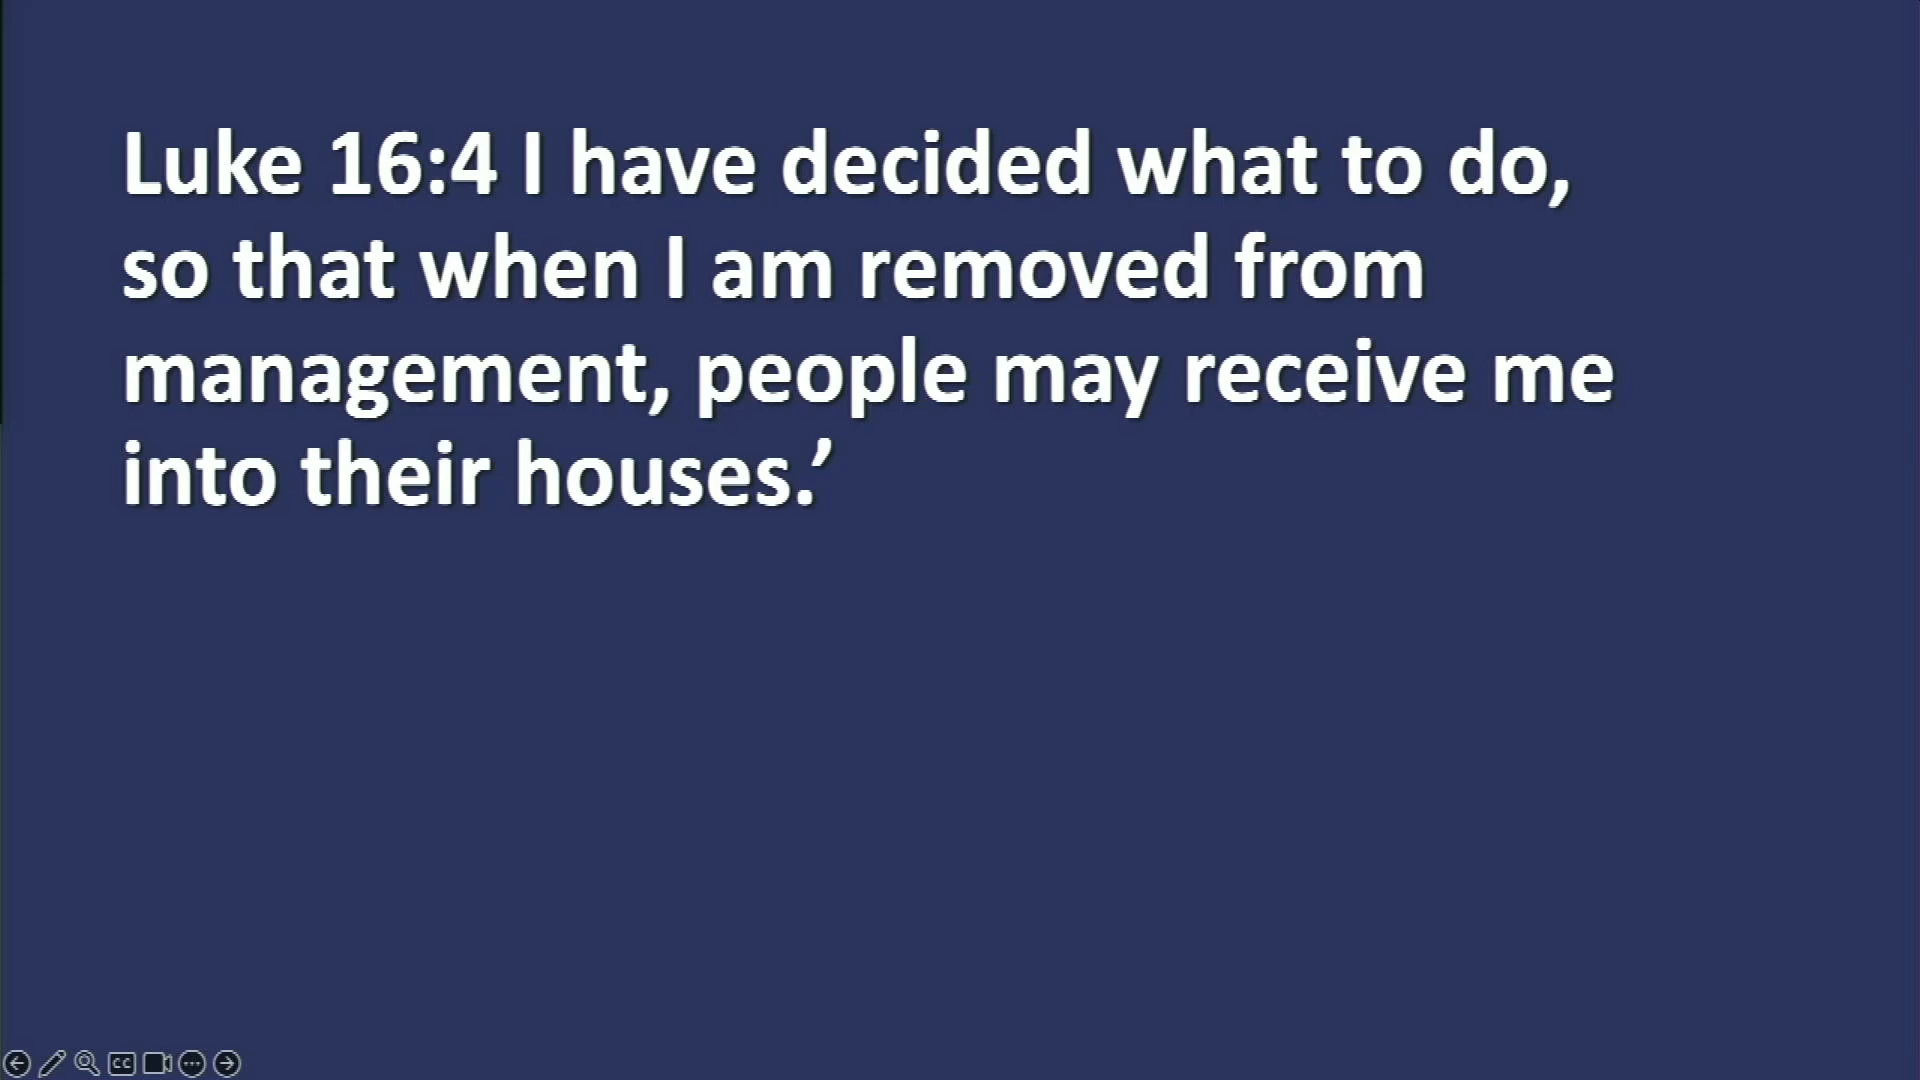 Luke 16:4 I have decided what to do,
so that when I am removed from
management, people may receive me
into their houses.’
CC